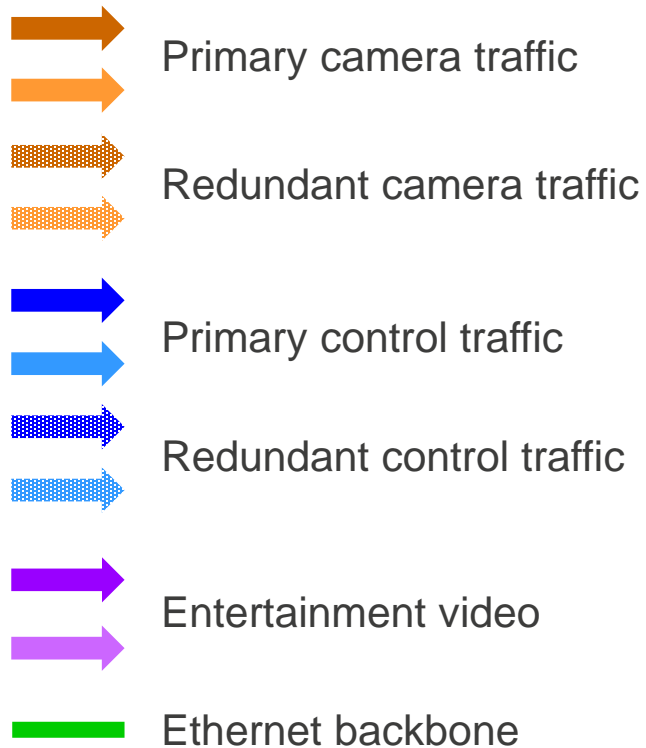 Primary camera traffic
Redundant camera traffic
Primary control traffic
Redundant control traffic
Entertainment video
Ethernet backbone